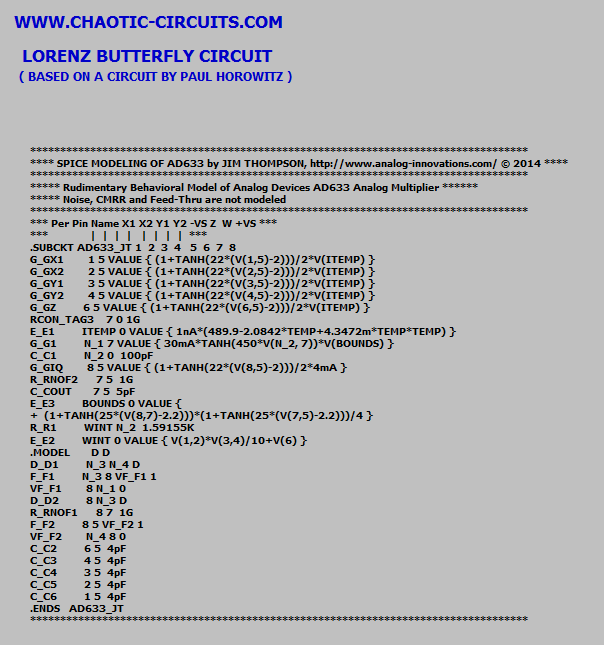 WWW.CHAOTIC-CIRCUITS.COM
LORENZ BUTTERFLY CIRCUIT
( BASED ON A CIRCUIT BY PAUL HOROWITZ )
***********************************************************************************
**** SPICE MODELING OF AD633 by JIM THOMPSON, http://www.analog-innovations.com/ © 2014 ****
***********************************************************************************
***** Rudimentary Behavioral Model of Analog Devices AD633 Analog Multiplier ******
***** Noise, CMRR and Feed-Thru are not modeled
***********************************************************************************
*** Per Pin Name X1 X2 Y1 Y2 -VS Z W +VS ***
*** | | | | | | | | ***
.SUBCKT AD633_JT 1 2 3 4 5 6 7 8
G_GX1 1 5 VALUE { (1+TANH(22*(V(1,5)-2)))/2*V(ITEMP) }
G_GX2 2 5 VALUE { (1+TANH(22*(V(2,5)-2)))/2*V(ITEMP) }
G_GY1 3 5 VALUE { (1+TANH(22*(V(3,5)-2)))/2*V(ITEMP) }
G_GY2 4 5 VALUE { (1+TANH(22*(V(4,5)-2)))/2*V(ITEMP) }
G_GZ 6 5 VALUE { (1+TANH(22*(V(6,5)-2)))/2*V(ITEMP) }
RCON_TAG3 7 0 1G
E_E1 ITEMP 0 VALUE { 1nA*(489.9-2.0842*TEMP+4.3472m*TEMP*TEMP) }
G_G1 N_1 7 VALUE { 30mA*TANH(450*V(N_2, 7))*V(BOUNDS) }
C_C1 N_2 0 100pF
G_GIQ 8 5 VALUE { (1+TANH(22*(V(8,5)-2)))/2*4mA }
R_RNOF2 7 5 1G
C_COUT 7 5 5pF
E_E3 BOUNDS 0 VALUE {
+ (1+TANH(25*(V(8,7)-2.2)))*(1+TANH(25*(V(7,5)-2.2)))/4 }
R_R1 WINT N_2 1.59155K
E_E2 WINT 0 VALUE { V(1,2)*V(3,4)/10+V(6) }
.MODEL D D
D_D1 N_3 N_4 D
F_F1 N_3 8 VF_F1 1
VF_F1 8 N_1 0
D_D2 8 N_3 D
R_RNOF1 8 7 1G
F_F2 8 5 VF_F2 1
VF_F2 N_4 8 0
C_C2 6 5 4pF
C_C3 4 5 4pF
C_C4 3 5 4pF
C_C5 2 5 4pF
C_C6 1 5 4pF
.ENDS AD633_JT
***********************************************************************************